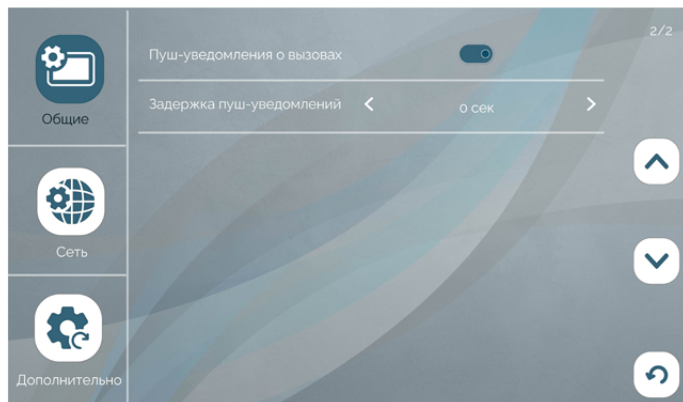 2/2
Пуш-уведомления о вызовах
Задержка пуш-уведомлений
0 сек
Общие
Сеть
Дополнительно